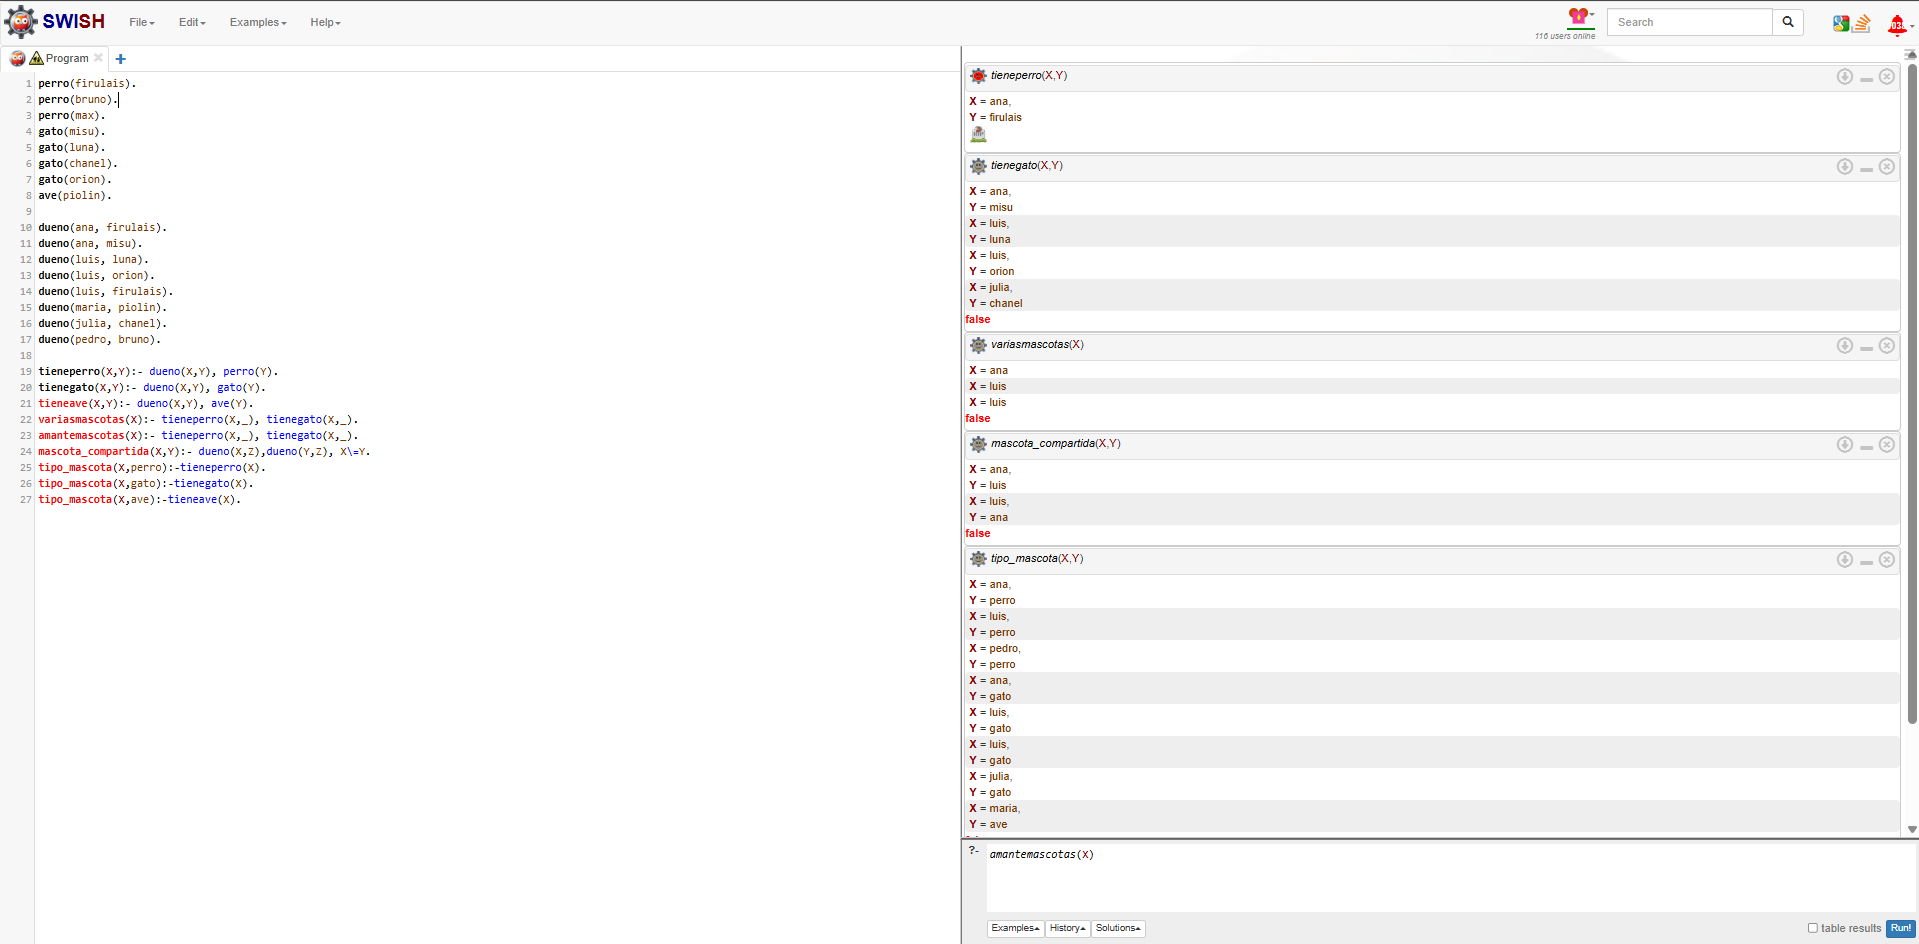 SWISH File Edit Examples Help
116 users online
Search
Program
1 perro(firulais).
2 perro(bruno).
3 perro(max).
4 gato(misu).
5 gato(luna).
6 gato(chanel).
7 gato(orion).
8 ave(piolin).
9
10 dueno(ana, firulais).
11 dueno(ana, misu).
12 dueno(luis, luna).
13 dueno(luis, orion).
14 dueno(luis, firulais).
15 dueno(maria, piolin).
16 dueno(julia, chanel).
17 dueno(pedro, bruno).
18
19 tieneperro(X,Y):- dueno(X,Y), perro(Y).
20 tienegato(X,Y):- dueno(X,Y), gato(Y).
21 tieneave(X,Y):- dueno(X,Y), ave(Y).
22 variasmascotas(X):- tieneperro(X,_), tienegato(X,_).
23 amantemascotas(X):- tieneperro(X,_), tienegato(X,_).
24 mascota_compartida(X,Y):- dueno(X,Z),dueno(Y,Z), X\=Y.
25 tipo_mascota(X,perro):-tieneperro(X).
26 tipo_mascota(X,gato):-tienegato(X).
27 tipo_mascota(X,ave):-tieneave(X).
tieneperro(X,Y)
X = ana,
Y = firulais
tienegato(X,Y)
X = ana,
Y = misu
X = luis,
Y = luna
X = luis,
Y = orion
X = julia,
Y = chanel
false
variasmascotas(X)
X = ana
X = luis
X = luis
false
mascota_compartida(X,Y)
X = ana,
Y = luis
X = luis,
Y = ana
false
tipo_mascota(X,Y)
X = ana,
Y = perro
X = luis,
Y = perro
X = pedro,
Y = perro
X = ana,
Y = gato
X = luis,
Y = gato
X = luis,
Y = gato
X = julia,
Y = gato
X = maria,
Y = ave
?- amantemascotas(X)
Examples History Solutions table results Run!